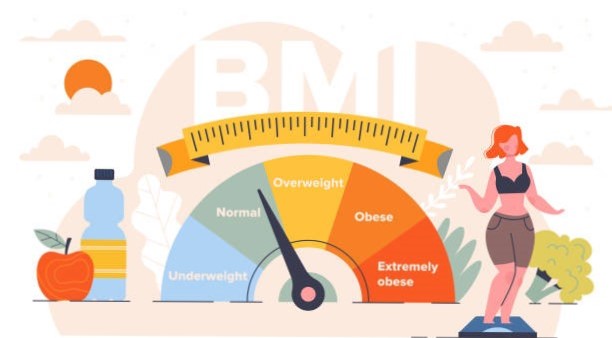 BMI
Overweight
Normal
Obese
Underweight
Extremely
obese